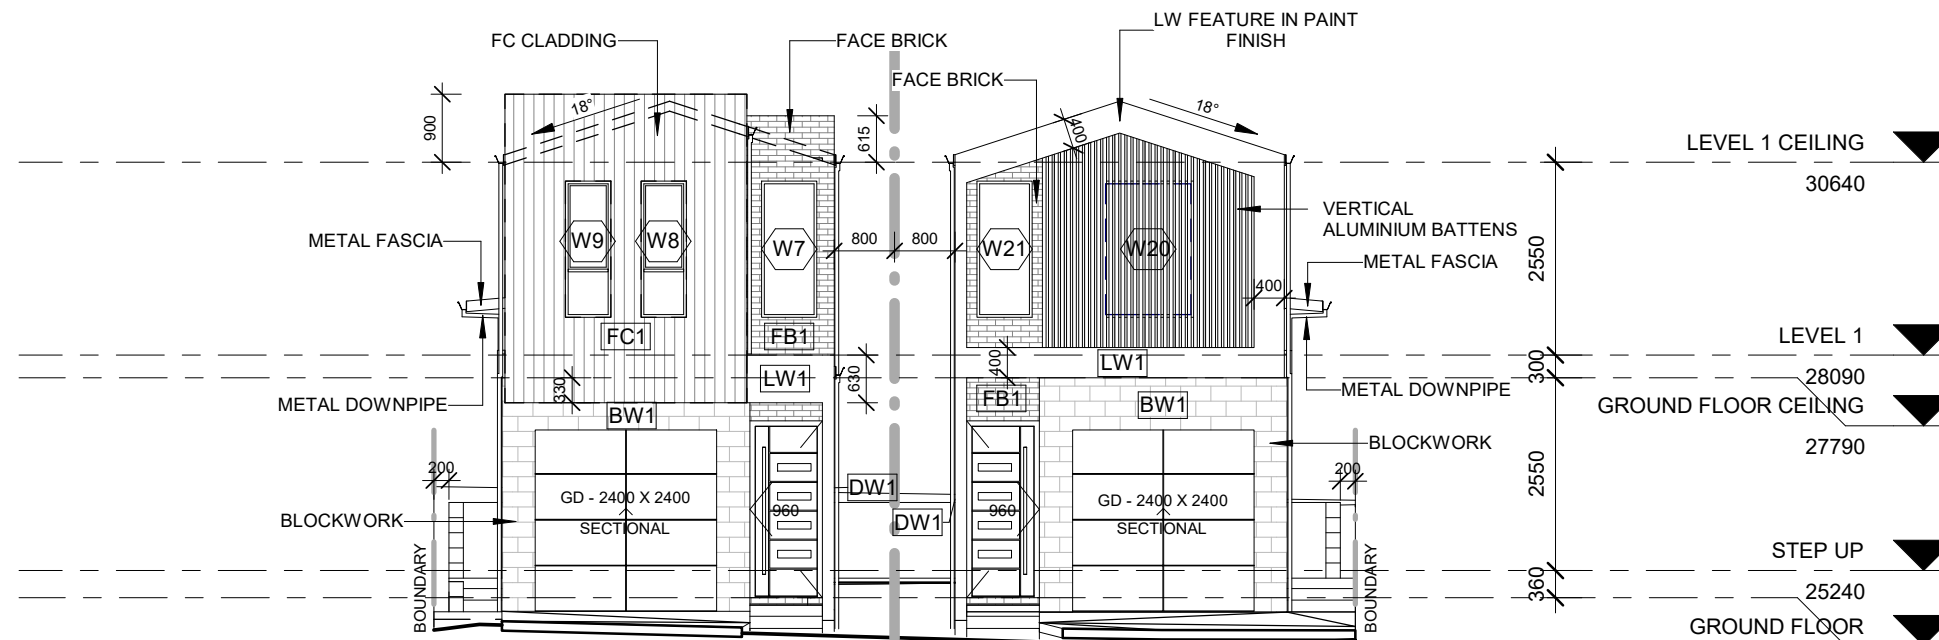 LW FEATURE IN PAINT
FINISH
FC CLADDING
FACE BRICK
FACE BRICK
18°
18°
900
615
400
LEVEL 1 CEILING
30640
VERTICAL
ALUMINIUM BATTENS
METAL FASCIA
METAL FASCIA
W9
W8
W7
800
800
W21
W20
2550
400
FC1
FB1
LEVEL 1
28090
300
400
LW1
LW1
630
330
METAL DOWNPIPE
METAL DOWNPIPE
BW1
FB1
BW1
GROUND FLOOR CEILING
27790
BLOCKWORK
200
200
DW1
DW1
GD - 2400 X 2400
SECTIONAL
960
960
GD - 2400 X 2400
SECTIONAL
2550
BLOCKWORK
BOUNDARY
BOUNDARY
STEP UP
25240
360
GROUND FLOOR